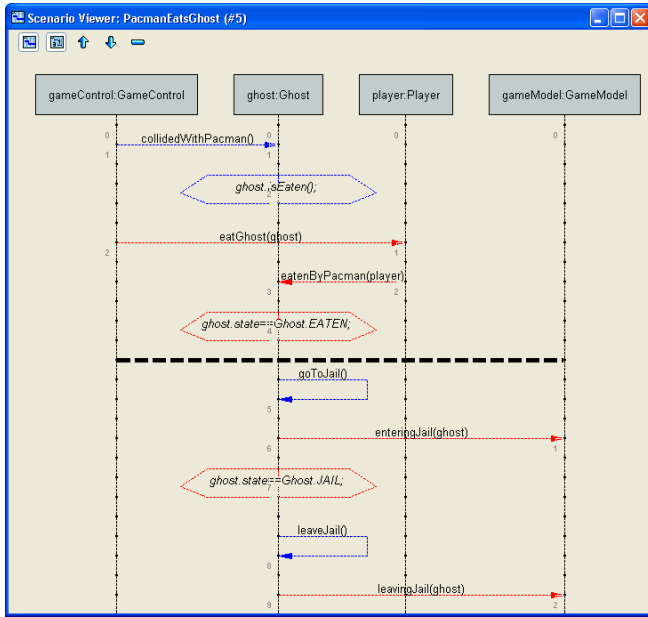 Scenario Viewer: PacmanEatsGhost (#5)
gameControl:GameControl
ghost:Ghost
player:Player
gameModel:GameModel
0
0
0
0
collidedWithPacman()
1
1
ghost.isEaten();
2
eatGhost(ghost)
2
1
eatenByPacman(player)
3
2
ghost.state==Ghost.EATEN;
4
goToJail()
5
enteringJail(ghost)
6
1
ghost.state==Ghost.JAIL;
7
leaveJail()
8
leavingJail(ghost)
9
2